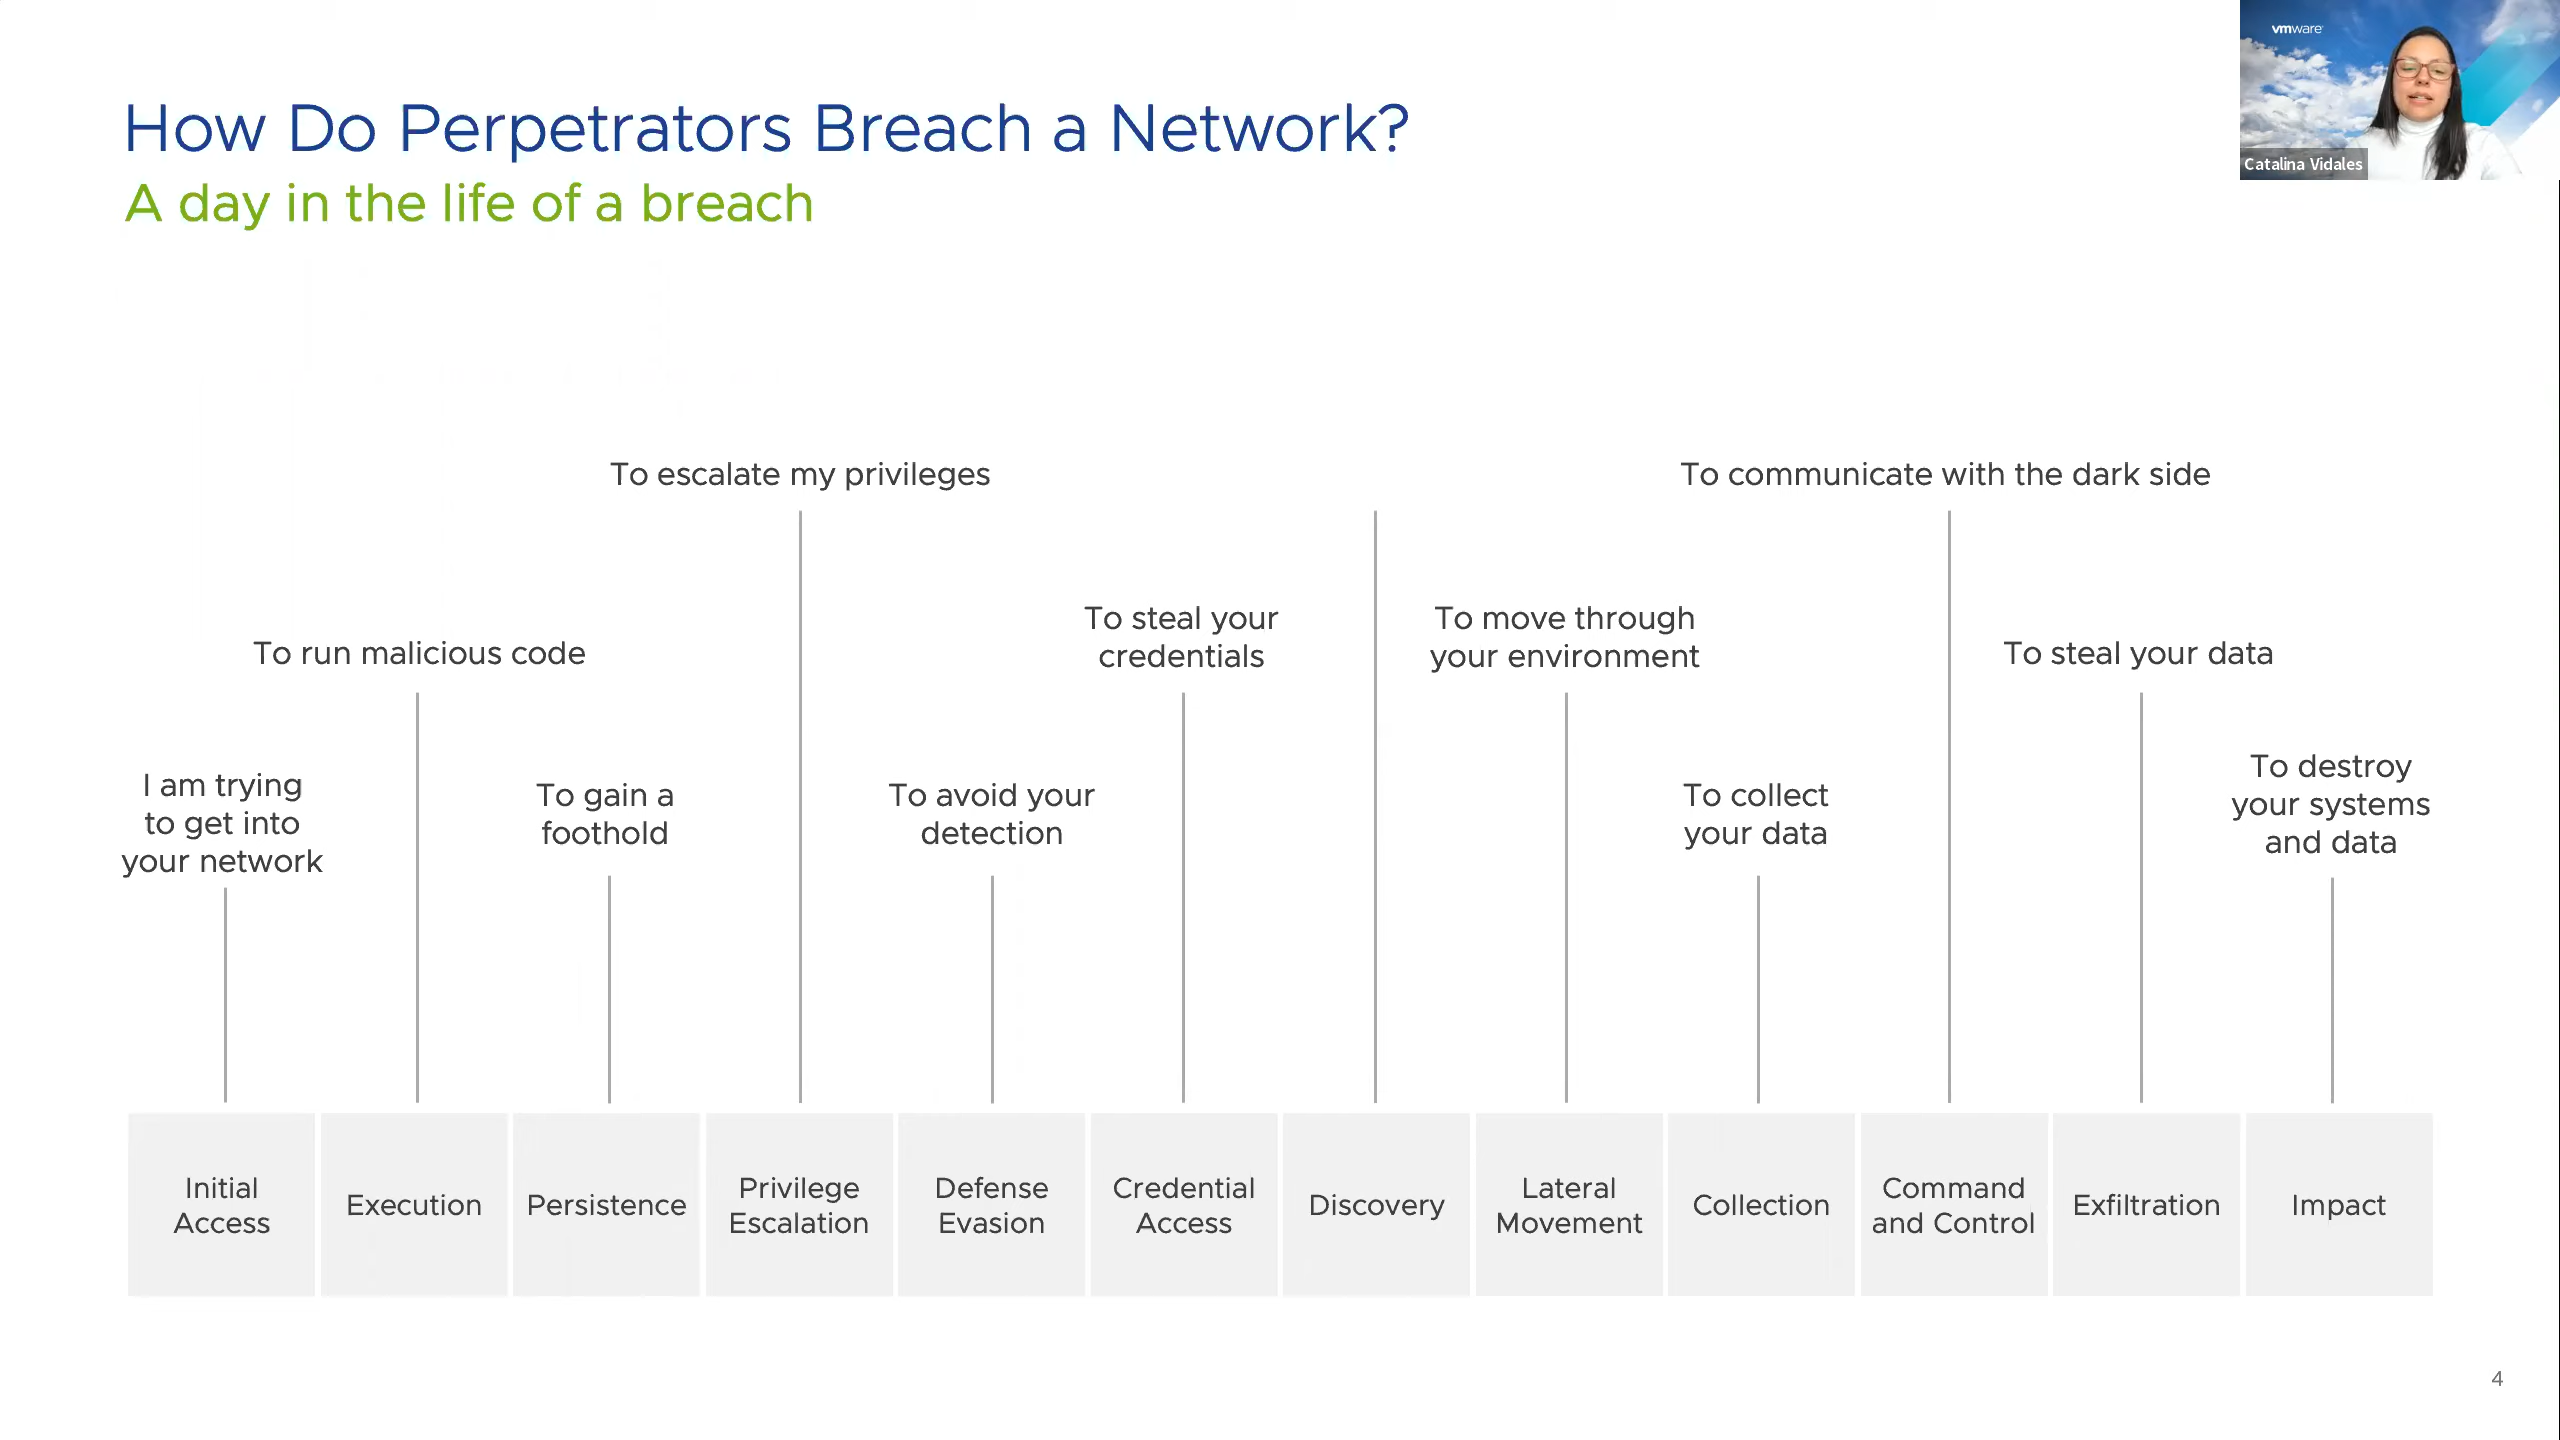 vmware
Catalina Vidales
How Do Perpetrators Breach a Network?
A day in the life of a breach
To escalate my privileges
To communicate with the dark side
To run malicious code
To steal your
credentials
To move through
your environment
To steal your data
I am trying
to get into
your network
To gain a
foothold
To avoid your
detection
To collect
your data
To destroy
your systems
and data
Initial
Access
Execution
Persistence
Privilege
Escalation
Defense
Evasion
Credential
Access
Discovery
Lateral
Movement
Collection
Command
and Control
Exfiltration
Impact
4